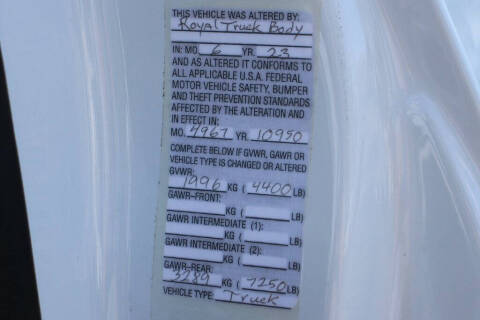 THIS VEHICLE WAS ALTERED BY:
Royal Truck Body
IN: MO. 6 YR. 23
AND AS ALTERED IT CONFORMS TO
ALL APPLICABLE U.S.A. FEDERAL
MOTOR VEHICLE SAFETY, BUMPER
AND THEFT PREVENTION STANDARDS
AFFECTED BY THE ALTERATION AND
IN EFFECT IN:
MO. 4967 YR. 10950
COMPLETE BELOW IF GVWR, GAWR OR
VEHICLE TYPE IS CHANGED OR ALTERED
GVWR:
1996 KG ( 4400 LB)
GAWR-FRONT:
KG ( LB)
GAWR INTERMEDIATE (1):
KG ( LB)
GAWR INTERMEDIATE (2):
KG ( LB)
GAWR-REAR:
3289 KG ( 7250 LB)
VEHICLE TYPE: Truck